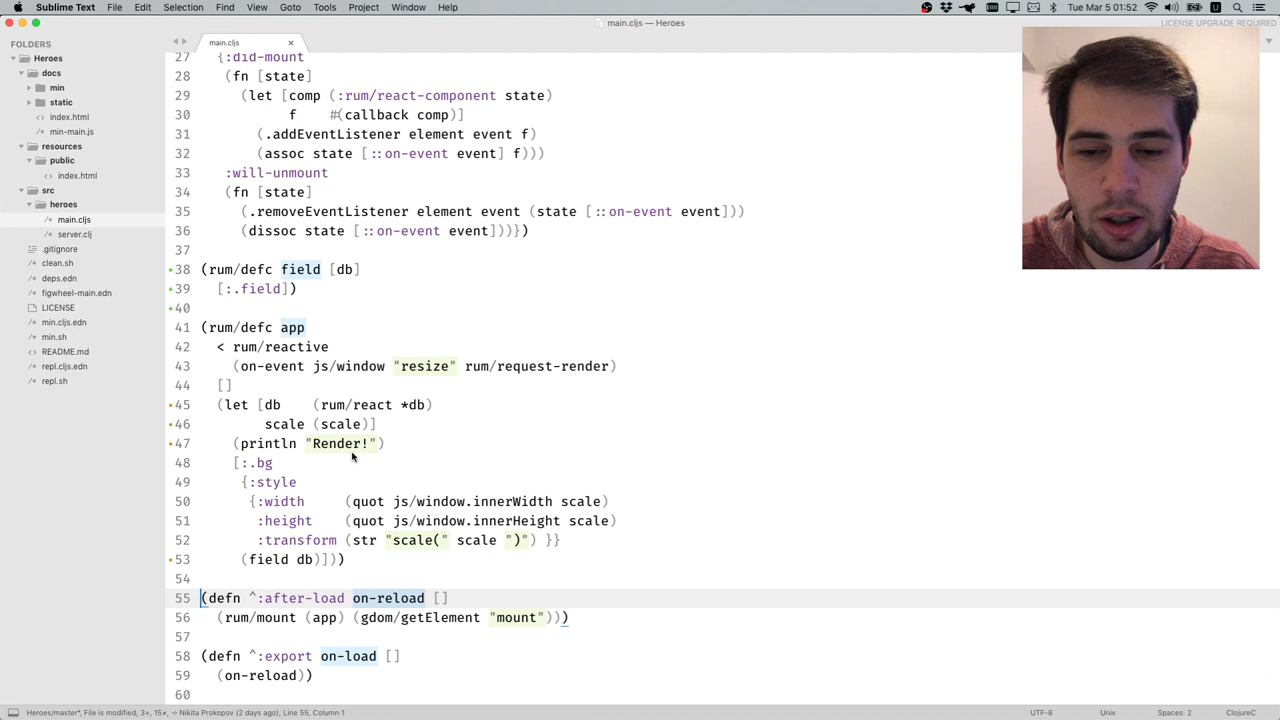 Sublime Text File Edit Selection Find View Goto Tools Project Window Help
Tue Mar 5 01:52
main.cljs — Heroes
LICENSE UPGRADE REQUIRED
FOLDERS
Heroes
docs
min
static
index.html
min-main.js
resources
public
index.html
src
heroes
main.cljs
server.clj
.gitignore
clean.sh
deps.edn
figwheel-main.edn
LICENSE
min.cljs.edn
min.sh
README.md
repl.cljs.edn
repl.sh
main.cljs
27 {:did-mount
28 (fn [state]
29 (let [comp (:rum/react-component state)
30 f #(callback comp)]
31 (.addEventListener element event f)
32 (assoc state [::on-event event] f)))
33 :will-unmount
34 (fn [state]
35 (.removeEventListener element event (state [::on-event event]))
36 (dissoc state [::on-event event]))})
37
38 (rum/defc field [db]
39 [:.field])
40
41 (rum/defc app
42 < rum/reactive
43 (on-event js/window "resize" rum/request-render)
44 []
45 (let [db (rum/react *db)
46 scale (scale)]
47 (println "Render!")
48 [:.bg
49 {:style
50 {:width (quot js/window.innerWidth scale)
51 :height (quot js/window.innerHeight scale)
52 :transform (str "scale(" scale ")") }}
53 (field db)]))
54
55 (defn ^:after-load on-reload []
56 (rum/mount (app) (gdom/getElement "mount")))
57
58 (defn ^:export on-load []
59 (on-reload))
60
Heroes/master*, File is modified, 3+, 15≠, ⇐ Nikita Prokopov (2 days ago), Line 55, Column 1
UTF-8 Unix Spaces: 2 ClojureC